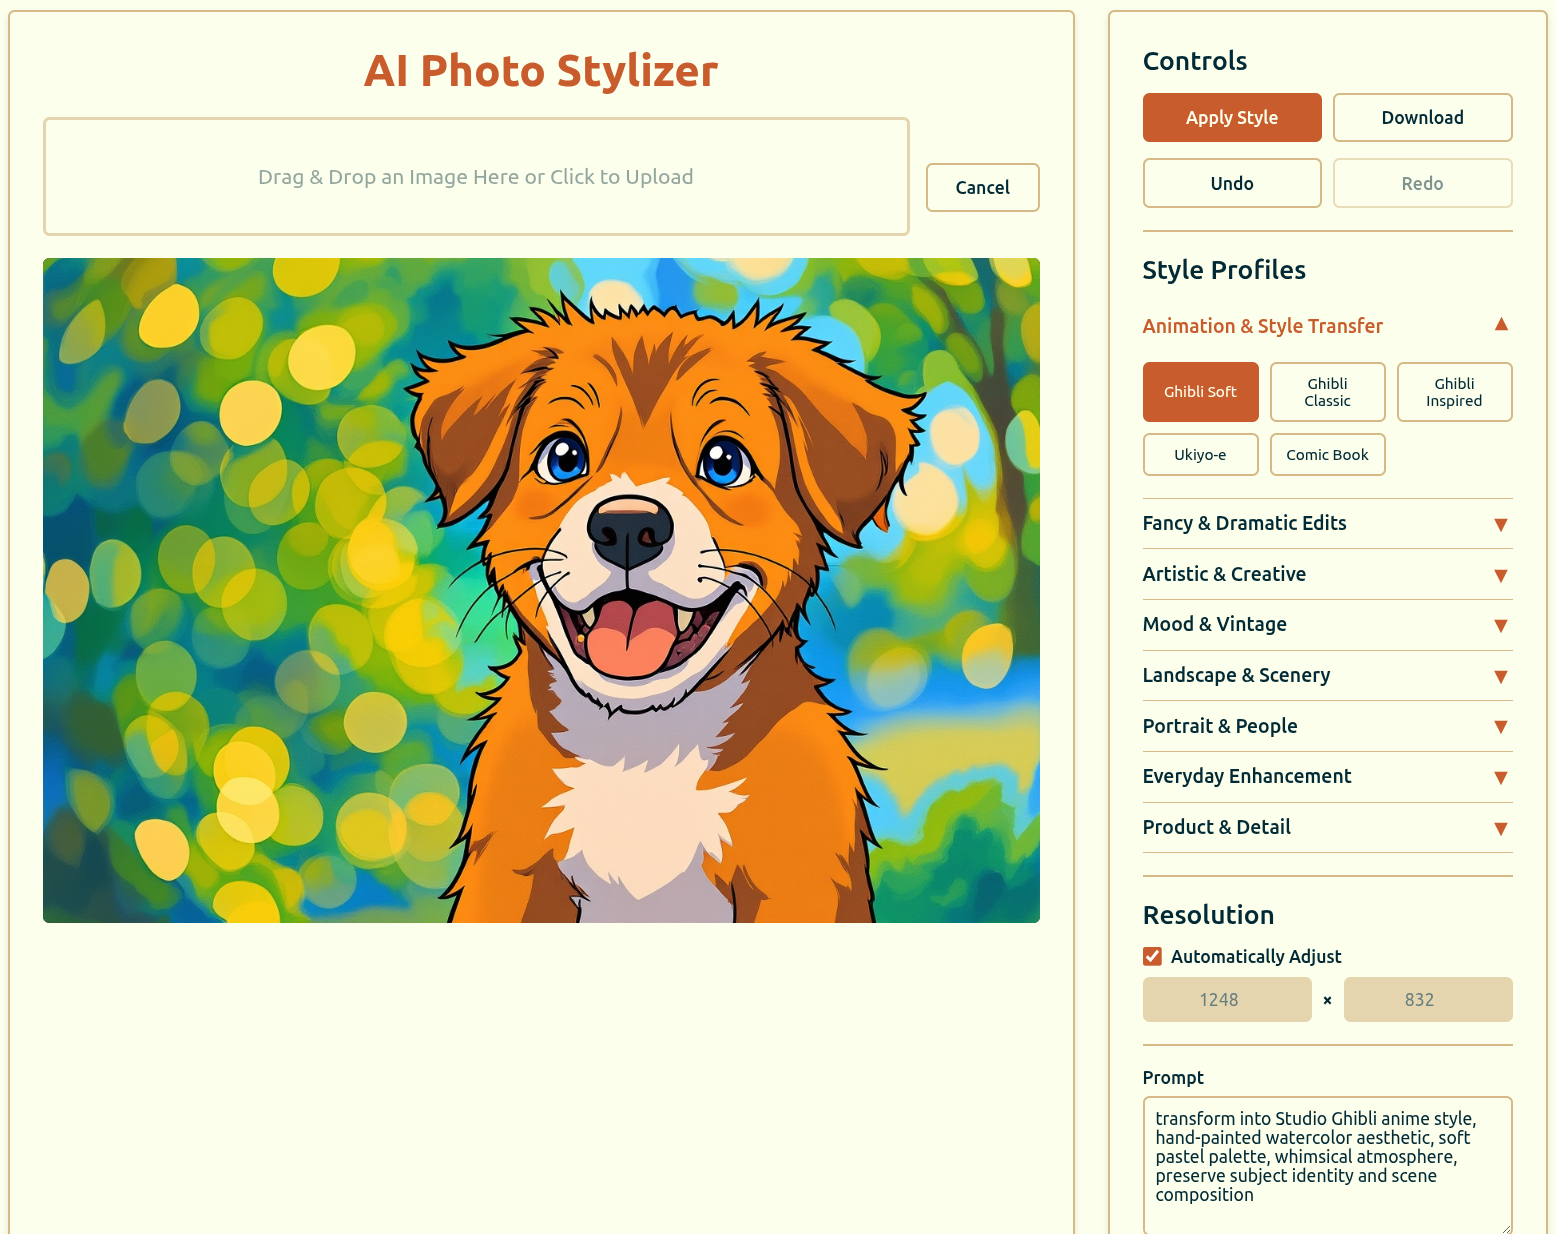 AI Photo Stylizer
Drag & Drop an Image Here or Click to Upload
Cancel
Controls
Apply Style
Download
Undo
Redo
Style Profiles
Animation & Style Transfer
▲
Ghibli Soft
Ghibli
Classic
Ghibli
Inspired
Ukiyo-e
Comic Book
Fancy & Dramatic Edits
▼
Artistic & Creative
▼
Mood & Vintage
▼
Landscape & Scenery
▼
Portrait & People
▼
Everyday Enhancement
▼
Product & Detail
▼
Resolution
Automatically Adjust
1248 × 832
Prompt
transform into Studio Ghibli anime style,
hand-painted watercolor aesthetic, soft
pastel palette, whimsical atmosphere,
preserve subject identity and scene
composition